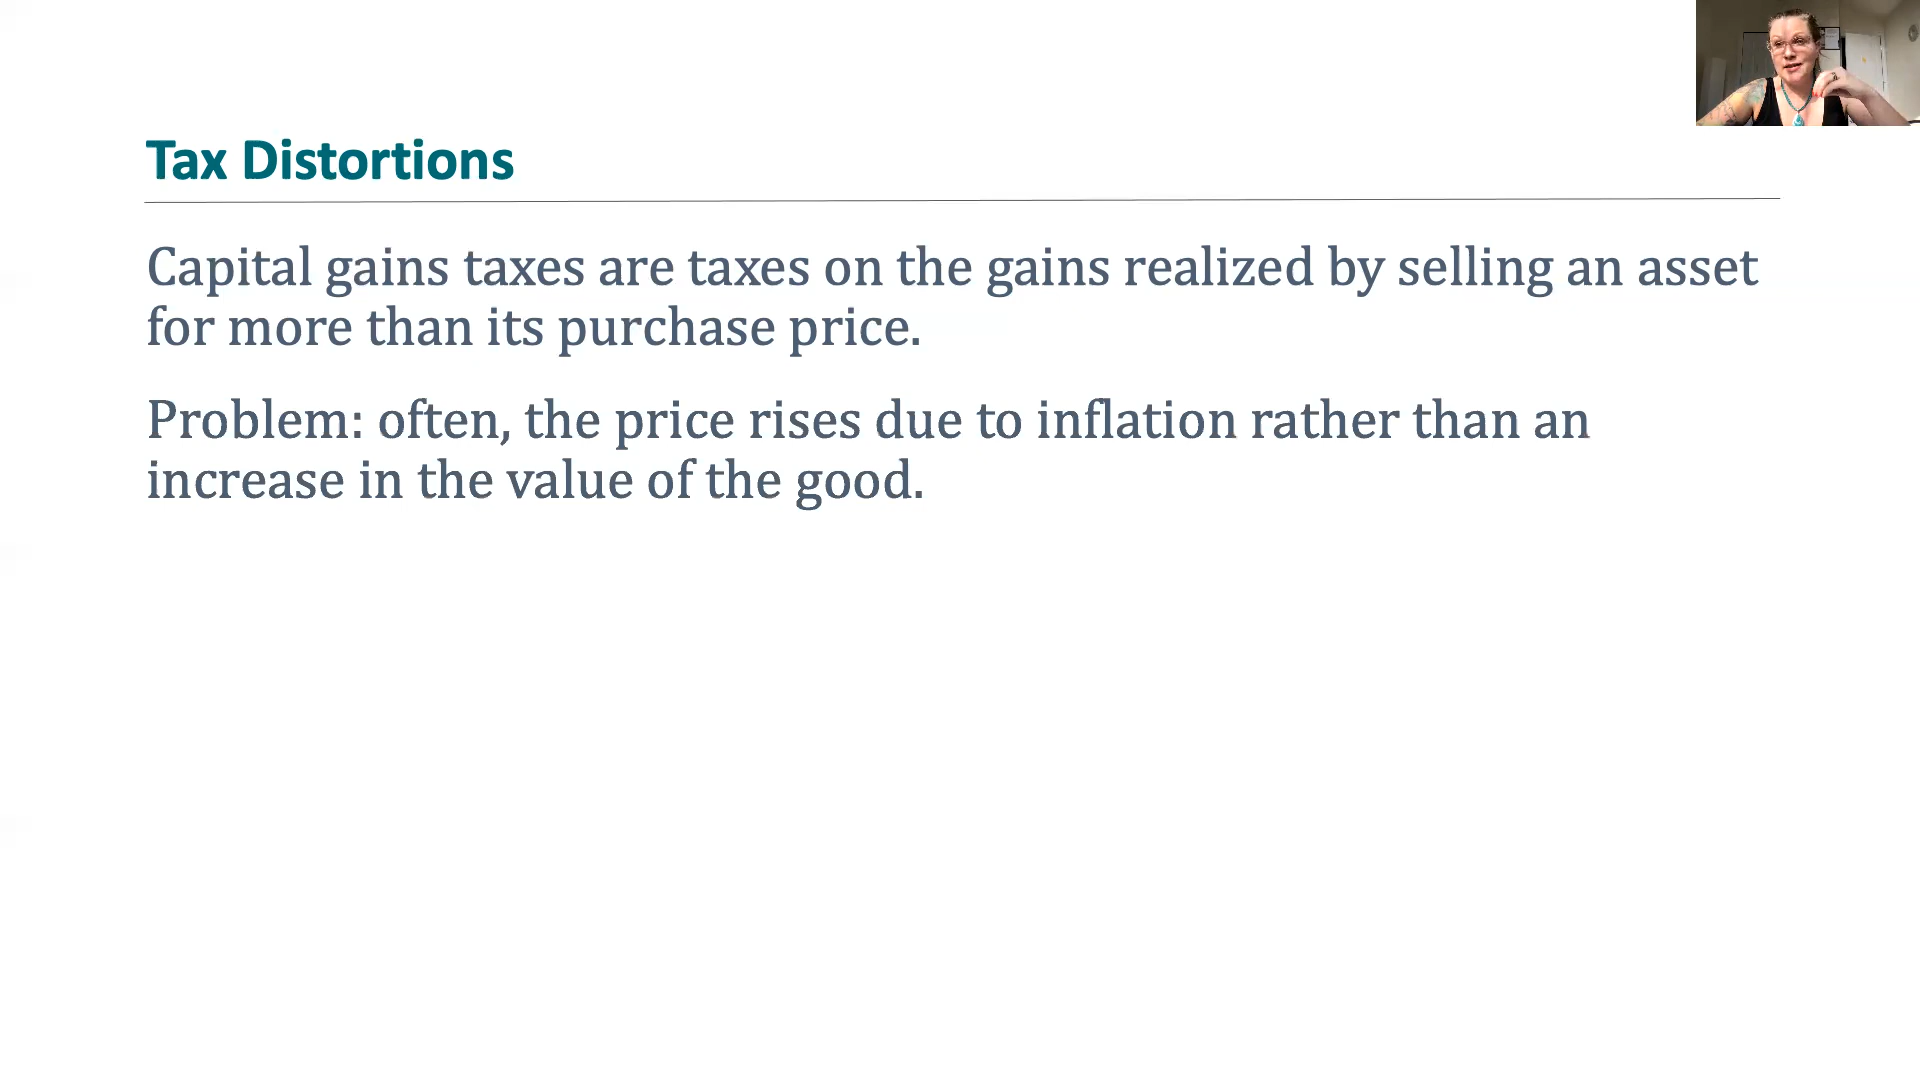 Tax Distortions
Capital gains taxes are taxes on the gains realized by selling an asset
for more than its purchase price.
Problem: often, the price rises due to inflation rather than an
increase in the value of the good.